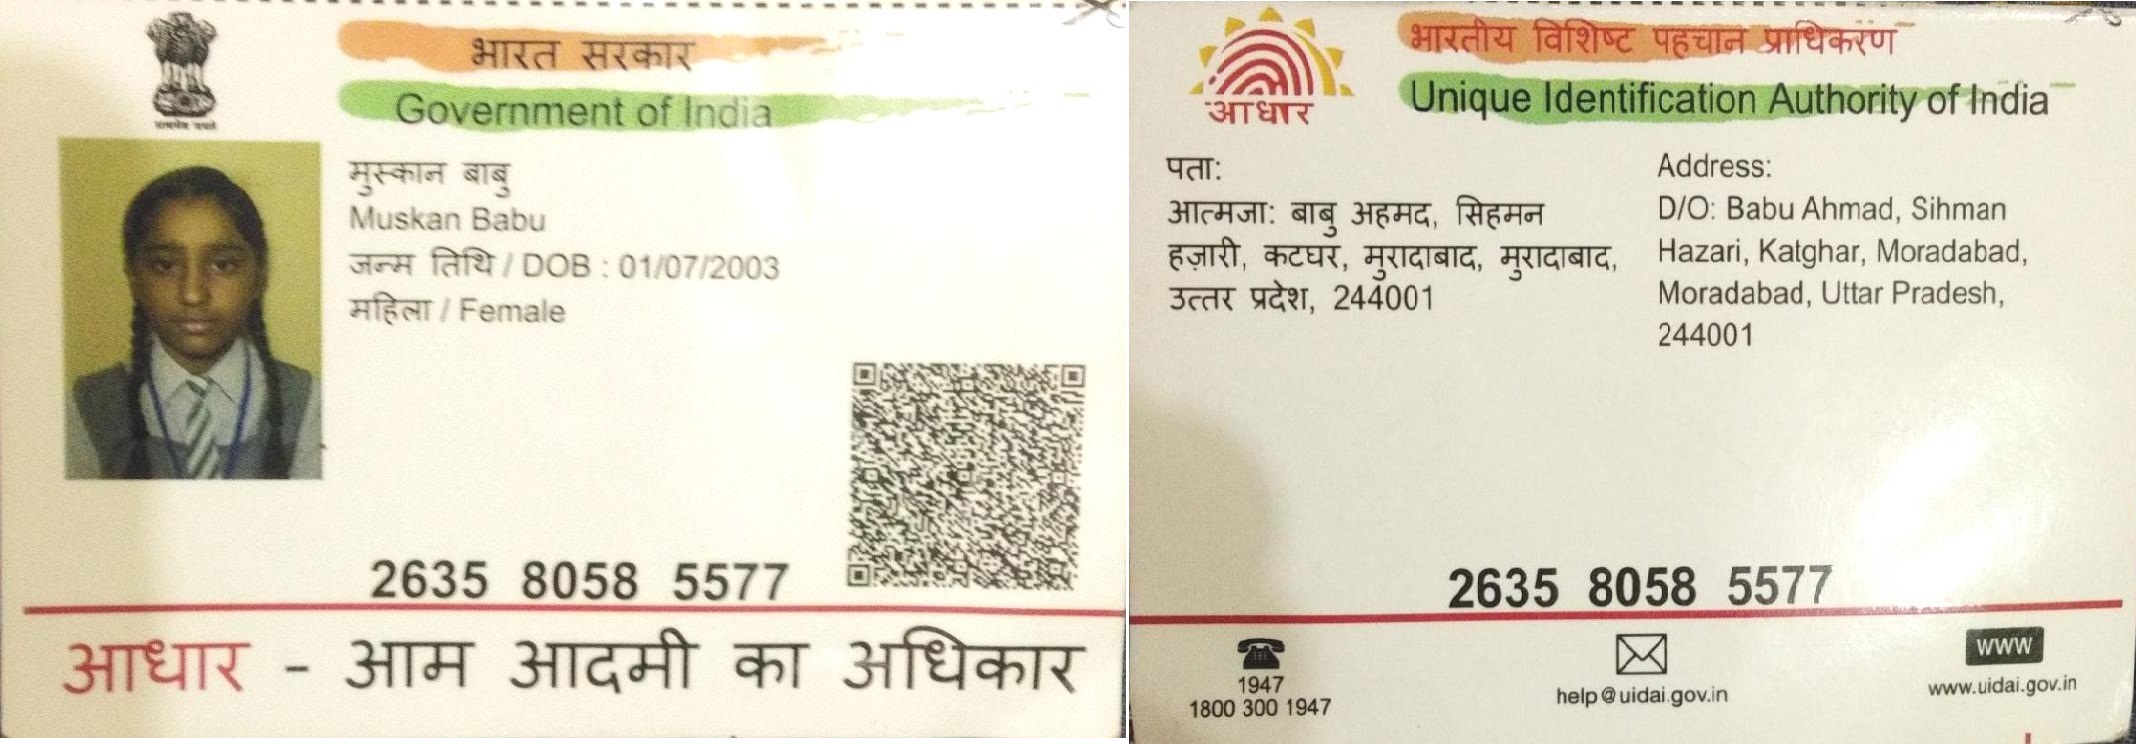 भारत सरकार
Government of India
मुस्कान बाबु
Muskan Babu
जन्म तिथि / DOB : 01/07/2003
महिला / Female
2635 8058 5577
आधार - आम आदमी का अधिकार
आधार
भारतीय विशिष्ट पहचान प्राधिकरण
Unique Identification Authority of India
पता:
आत्मजा: बाबु अहमद, सिहमन
हज़ारी, कटघर, मुरादाबाद, मुरादाबाद,
उत्तर प्रदेश, 244001
Address:
D/O: Babu Ahmad, Sihman
Hazari, Katghar, Moradabad,
Moradabad, Uttar Pradesh,
244001
2635 8058 5577
1947
1800 300 1947
help@uidai.gov.in
WWW
www.uidai.gov.in